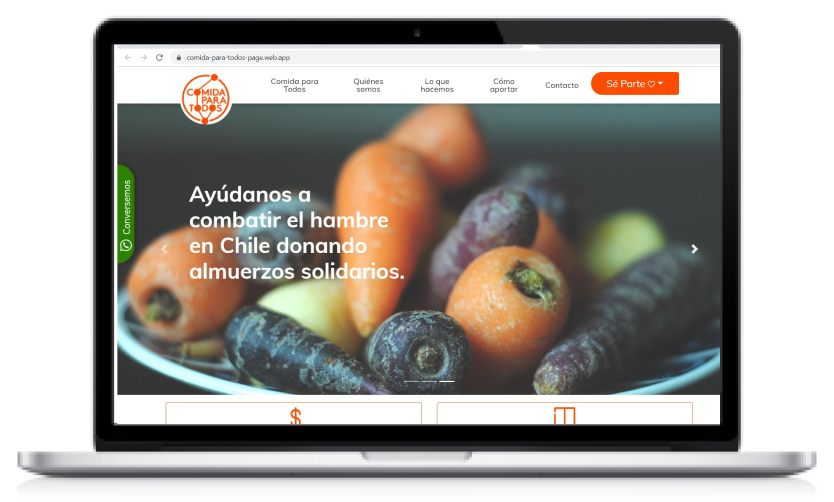 comida-para-todos-page.web.app
COMIDA
PARA
TODOS
Comida para
Todos
Quiénes
somos
Lo que
hacemos
Cómo
aportar
Contacto
Sé Parte
Conversemos
Ayúdanos a
combatir el hambre
en Chile donando
almuerzos solidarios.
$